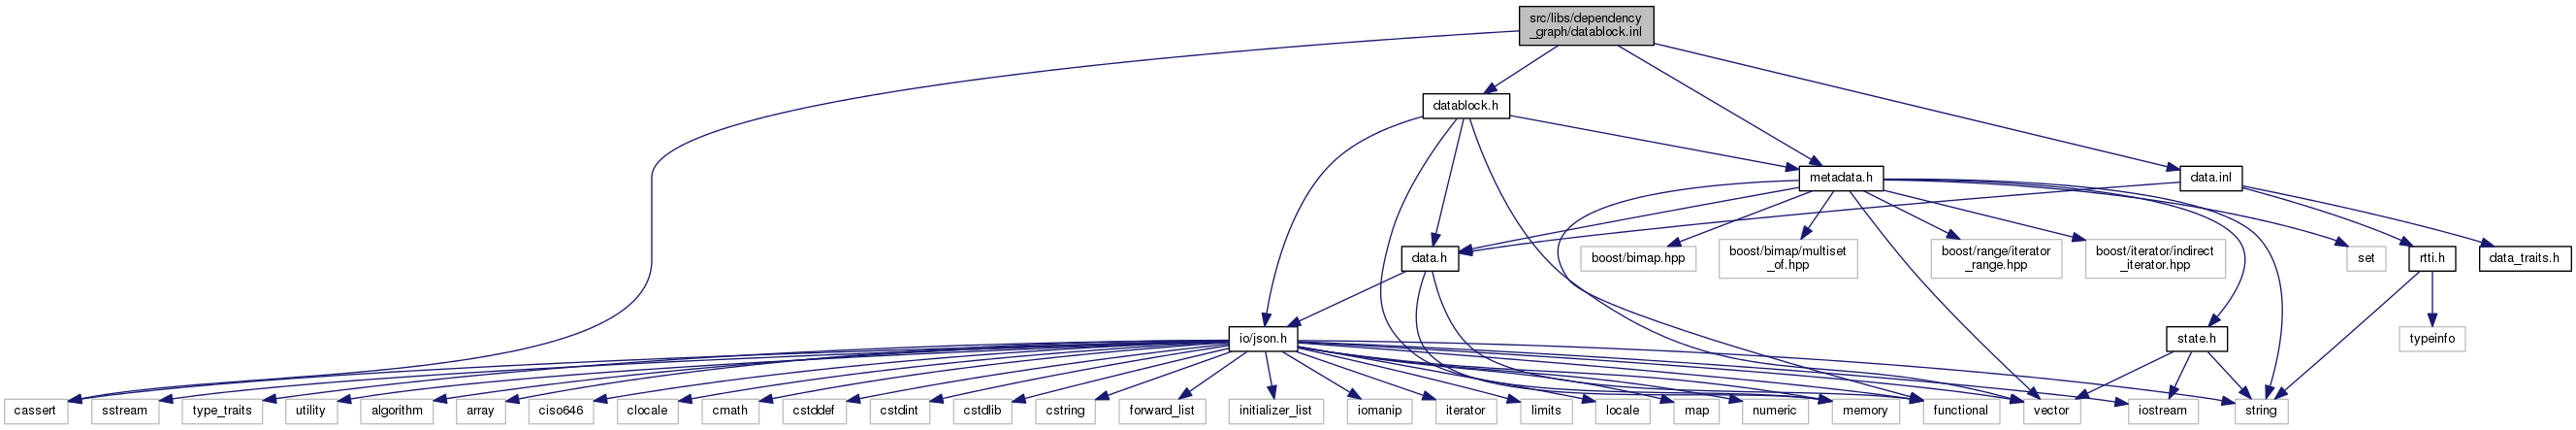 src/libs/dependency
_graph/datablock.inl
datablock.h
metadata.h
data.inl
data.h
boost/bimap.hpp
boost/bimap/multiset
_of.hpp
boost/range/iterator
_range.hpp
boost/iterator/indirect
_iterator.hpp
set
rtti.h
data_traits.h
io/json.h
state.h
typeinfo
cassert
sstream
type_traits
utility
algorithm
array
ciso646
clocale
cmath
cstddef
cstdint
cstdlib
cstring
forward_list
initializer_list
iomanip
iterator
limits
locale
map
numeric
memory
functional
vector
iostream
string